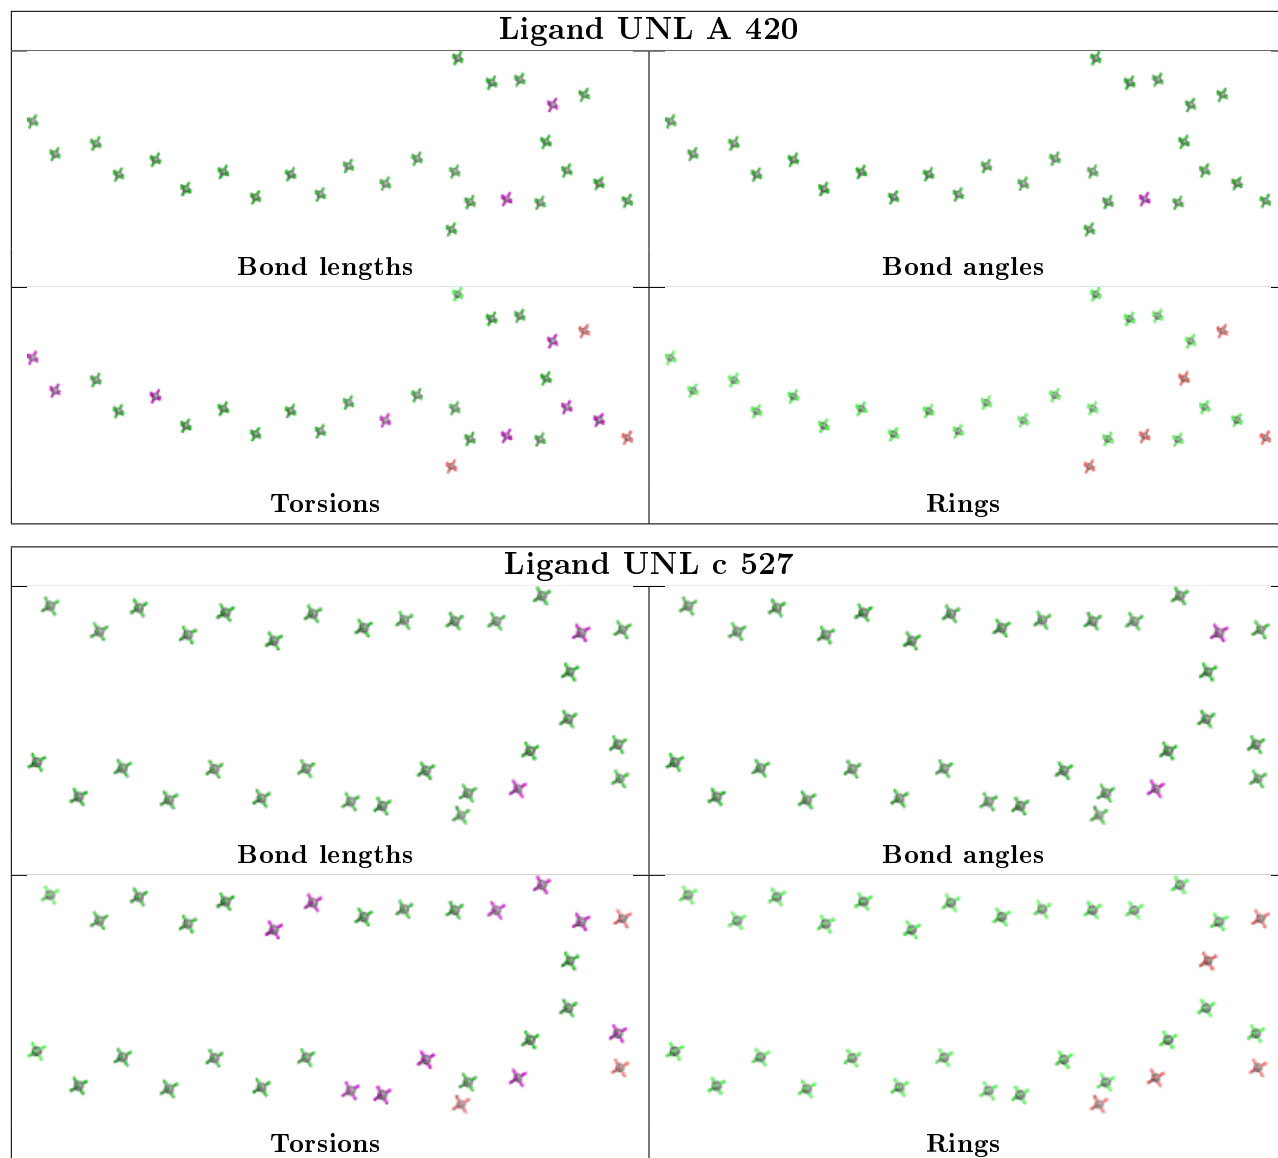 Ligand UNL A 420
Bond lengths
Bond angles
Torsions
Rings
Ligand UNL c 527
Bond lengths
Bond angles
Torsions
Rings